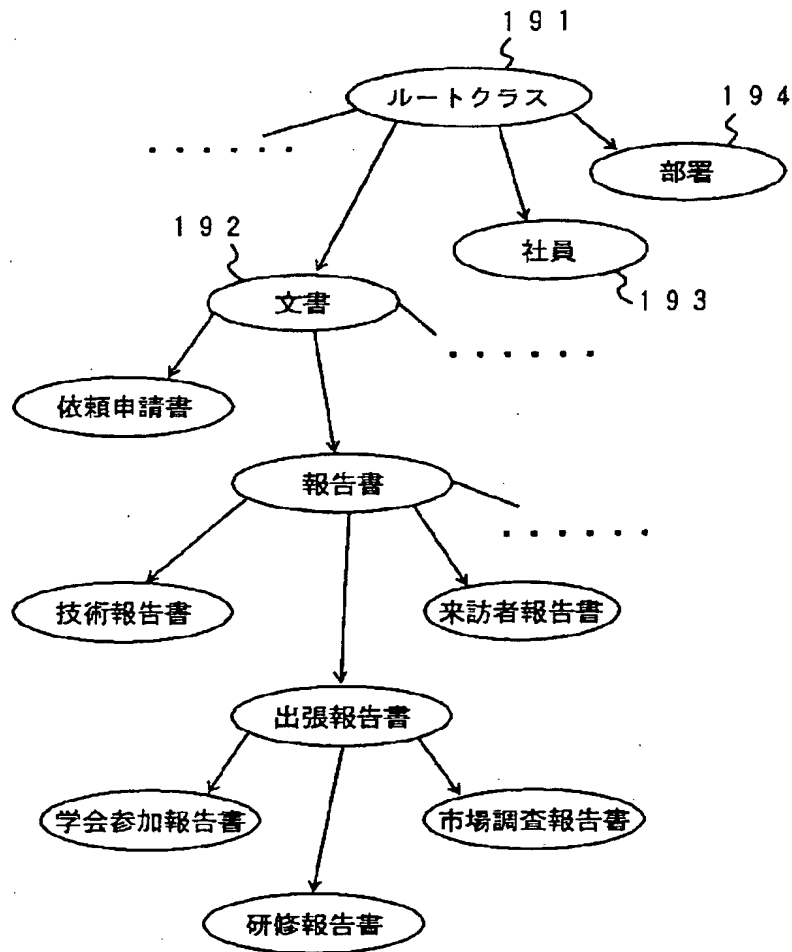 191
ルートクラス
194
部署
192
社員
文書
193
依頼申請書
報告書
技術報告書
来訪者報告書
出張報告書
学会参加報告書
市場調査報告書
研修報告書